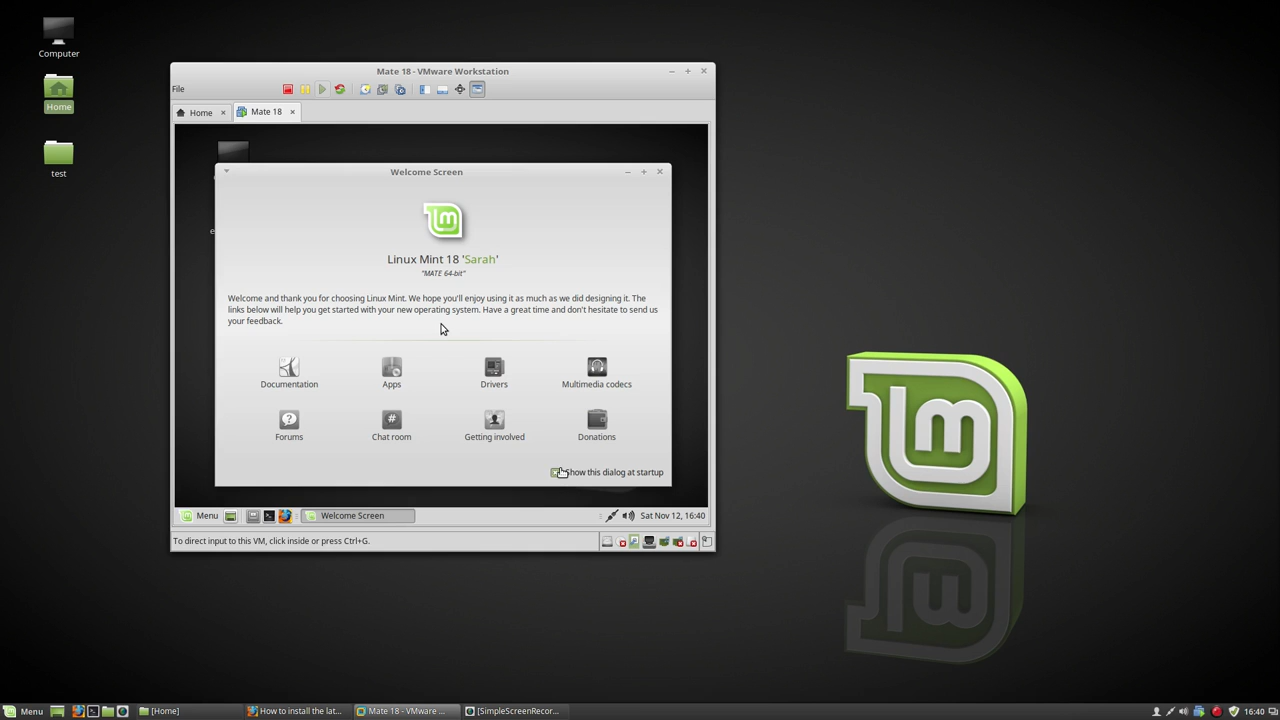 Computer
Home
test
Mate 18 - VMware Workstation
File
Home
Mate 18
Welcome Screen
Linux Mint 18 'Sarah'
"MATE 64-bit"
Welcome and thank you for choosing Linux Mint. We hope you'll enjoy using it as much as we did designing it. The
links below will help you get started with your new operating system. Have a great time and don't hesitate to send us
your feedback.
Documentation
Apps
Drivers
Multimedia codecs
Forums
Chat room
Getting involved
Donations
Show this dialog at startup
Menu
Welcome Screen
Sat Nov 12, 16:40
To direct input to this VM, click inside or press Ctrl+G.
Menu
[Home]
How to install the lat...
Mate 18 - VMware ...
[SimpleScreenRecor...
16:40